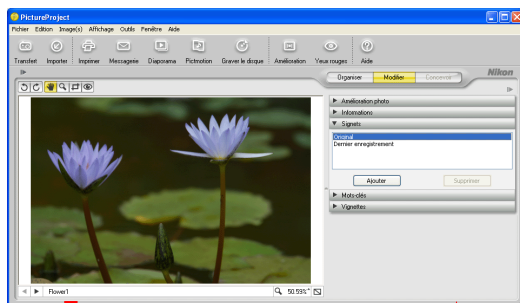 PictureProject
Fichier Edition Image(s) Affichage Outils Fenêtre Aide
Transfert Importer Imprimer Messagerie Diaporama Pictmotion Graver le disque Amélioration Yeux rouges Aide
Organiser Modifier Concevoir Nikon
Amélioration photo
Informations
Signets
Original
Dernier enregistrement
Ajouter Supprimer
Mots-clés
Vignettes
Flower1 50.59%